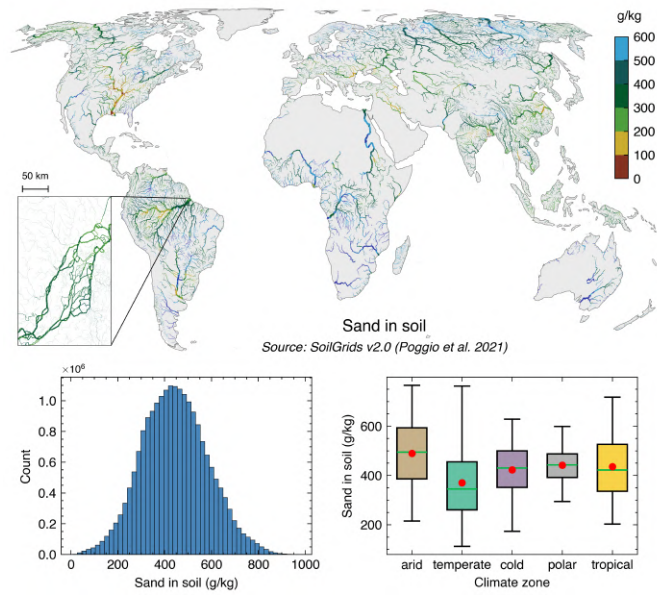 g/kg
600
500
400
300
200
100
0
50 km
Sand in soil
Source: SoilGrids v2.0 (Poggio et al. 2021)
×10⁶
1.0
0.8
0.6
0.4
0.2
0.0
Count
0 200 400 600 800 1000
Sand in soil (g/kg)
600
400
200
Sand in soil (g/kg)
arid temperate cold polar tropical
Climate zone